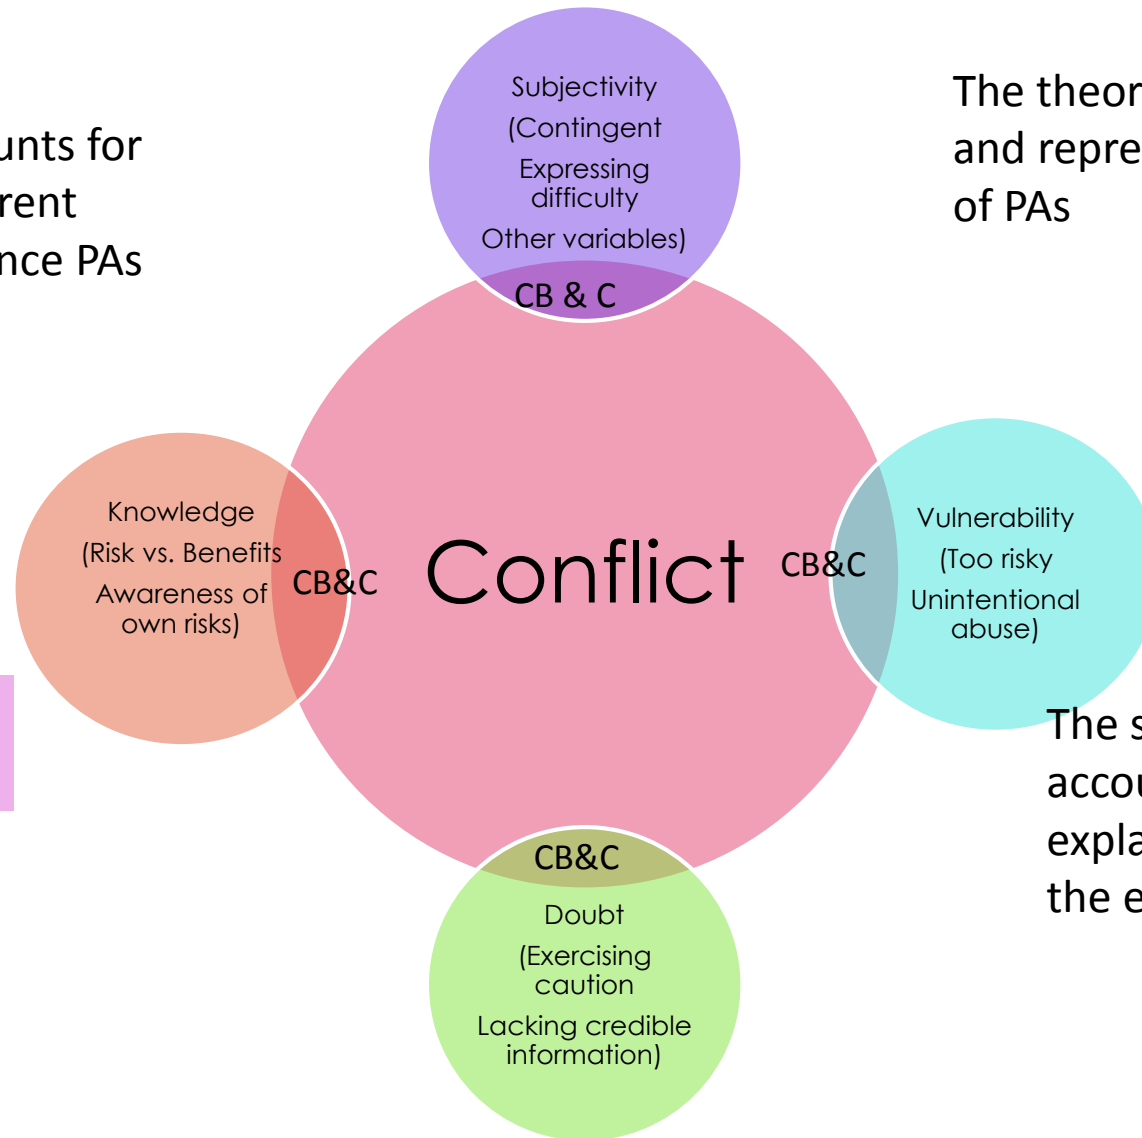 Subjectivity
(Contingent
Expressing
difficulty
Other variables)
CB & C
The theor
and repre
of PAs
unts for
rent
nce PAs
Knowledge
(Risk vs. Benefits
Awareness of
own risks)
CB&C
Conflict
CB&C
Vulnerability
(Too risky
Unintentional
abuse)
The s
accou
expla
the e
CB&C
Doubt
(Exercising
caution
Lacking credible
information)